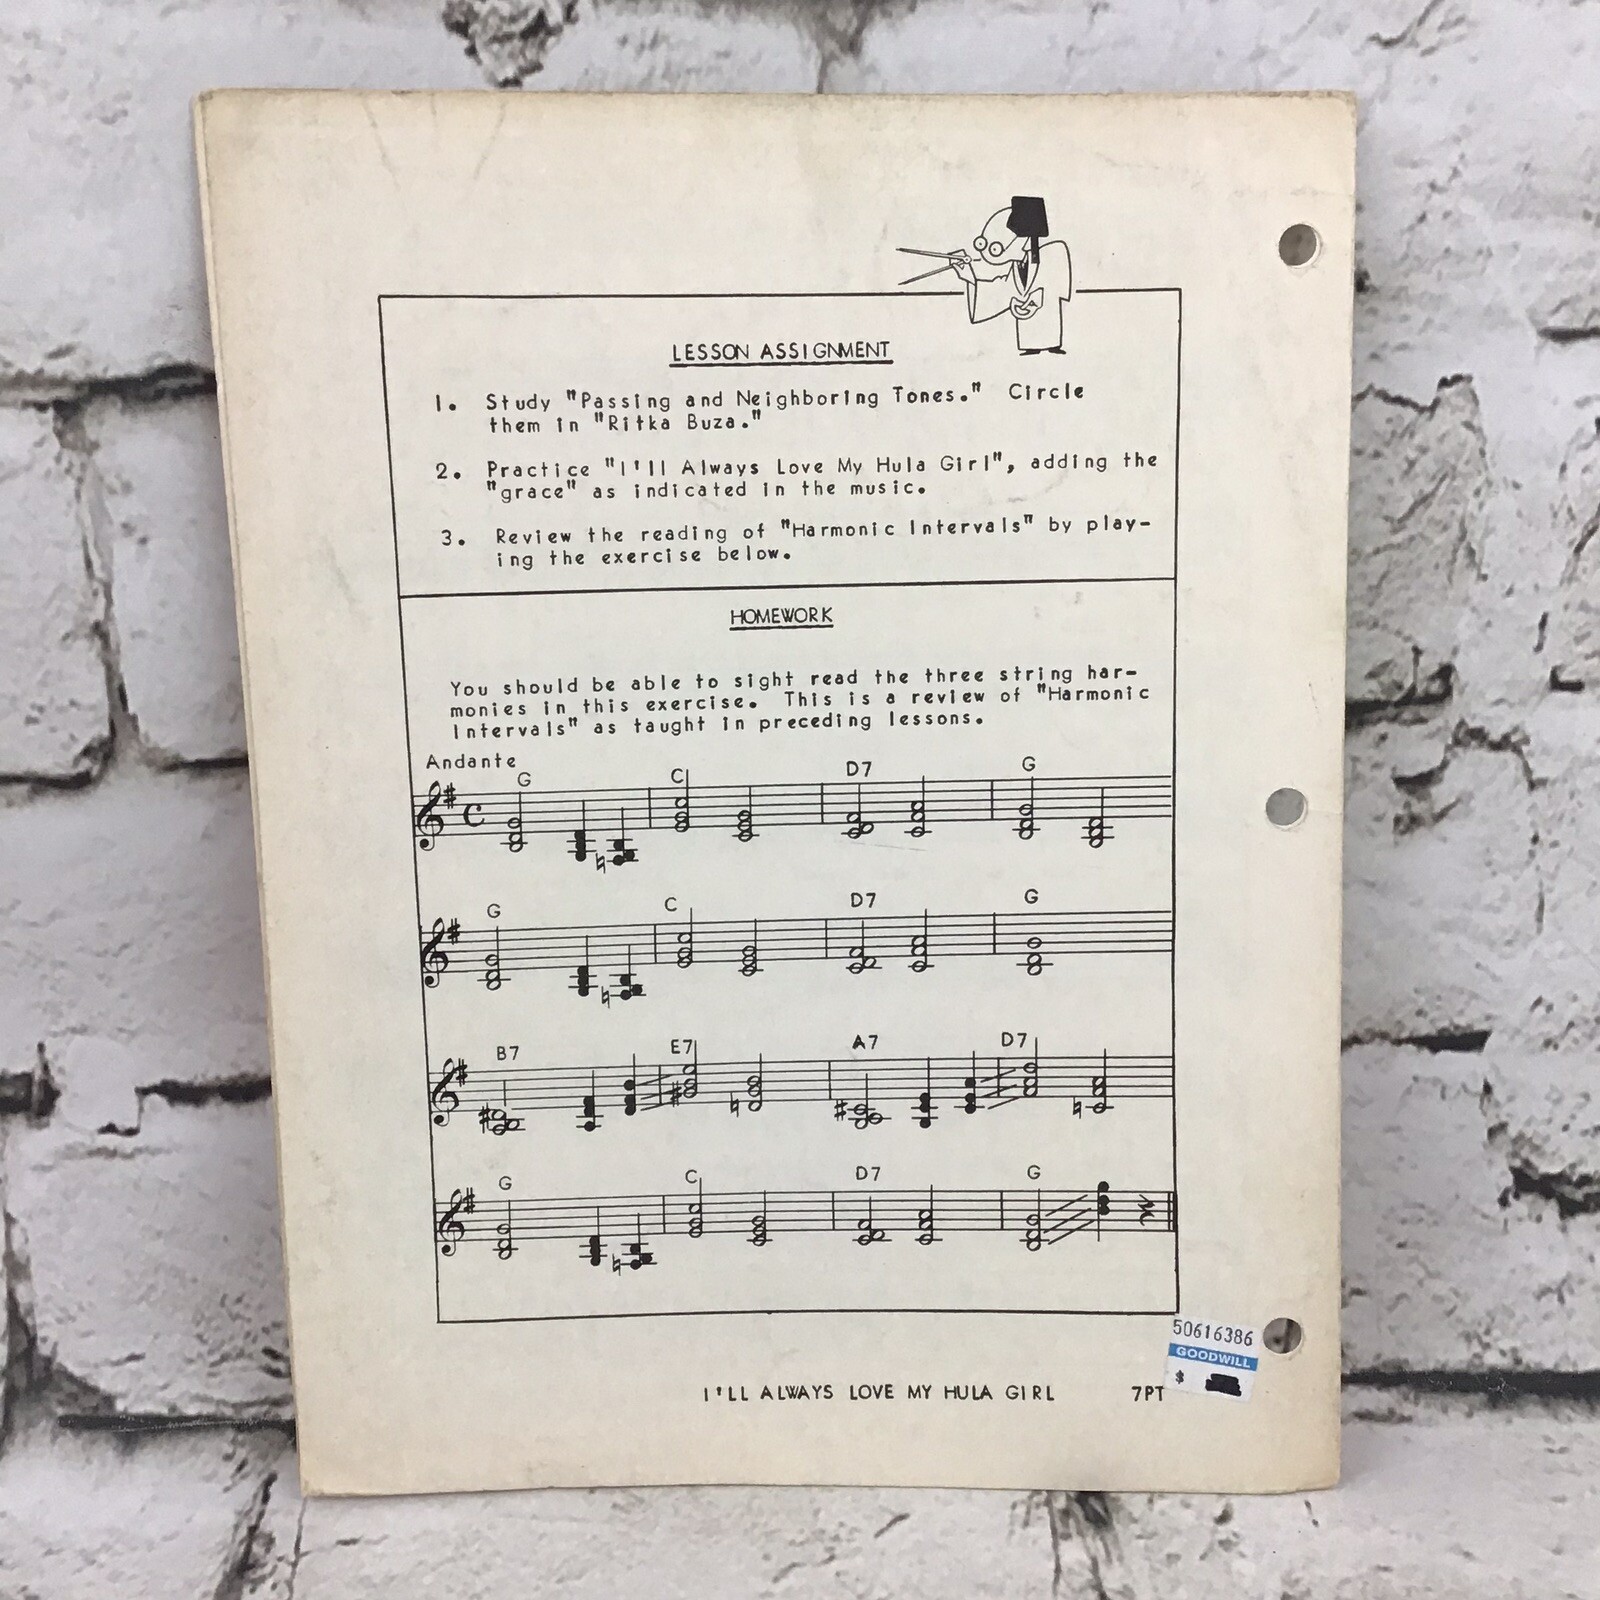 LESSON ASSIGNMENT
1. Study "Passing and Neighboring Tones." Circle
them in "Ritka Buza."
2. Practice "I'll Always Love My Hula Girl", adding the
"grace" as indicated in the music.
3. Review the reading of "Harmonic Intervals" by play-
ing the exercise below.
HOMEWORK
You should be able to sight read the three string har-
monies in this exercise. This is a review of "Harmonic
Intervals" as taught in preceding lessons.
Andante
G C D7 G
G C D7 G
B7 E7 A7 D7
G C D7 G
50616386
GOODWILL
$
I'LL ALWAYS LOVE MY HULA GIRL 7PT